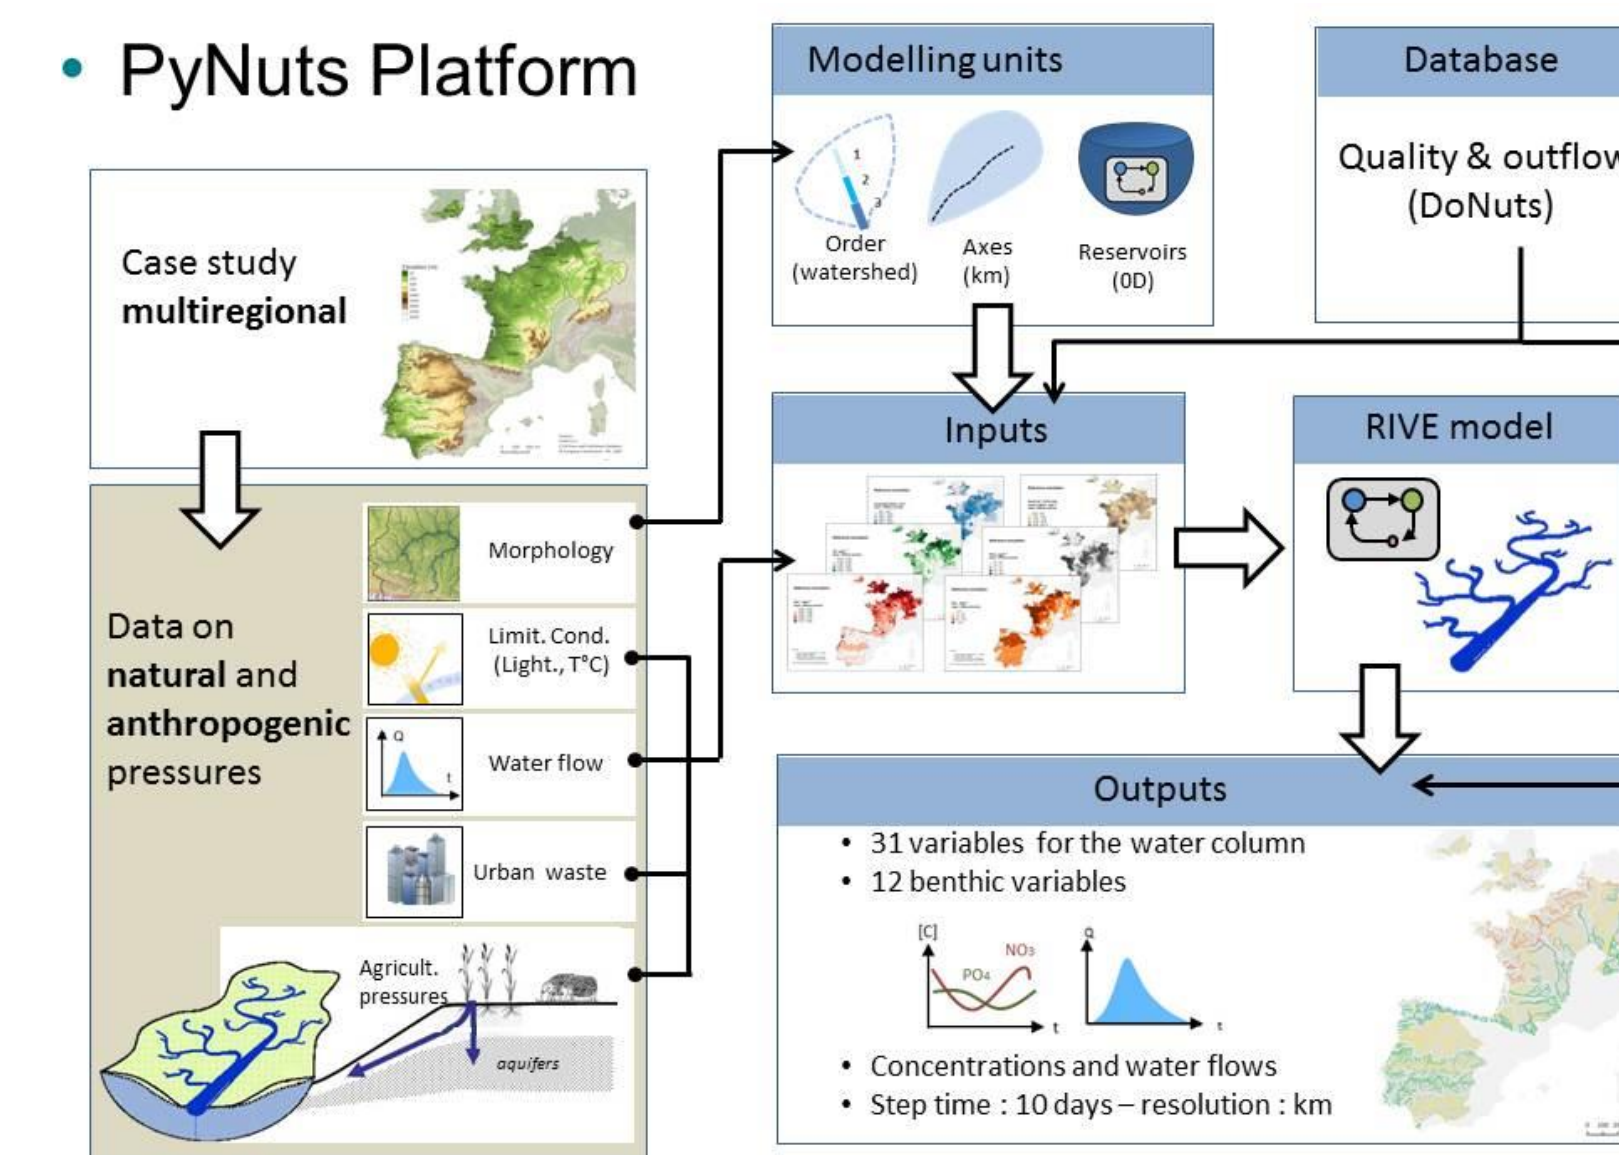 • PyNuts Platform
Case study
multiregional
Data on
natural and
anthropogenic
pressures
Morphology
Limit. Cond.
(Light., T°C)
Q
t
Water flow
Urban waste
Agricult.
pressures
aquifers
Modelling units
1
2
3
Order
(watershed)
Axes
(km)
Reservoirs
(0D)
Database
Quality & outflow
(DoNuts)
Inputs
RIVE model
Outputs
• 31 variables for the water column
• 12 benthic variables
[C]
NO3
PO4
t
Q
t
• Concentrations and water flows
• Step time : 10 days – resolution : km